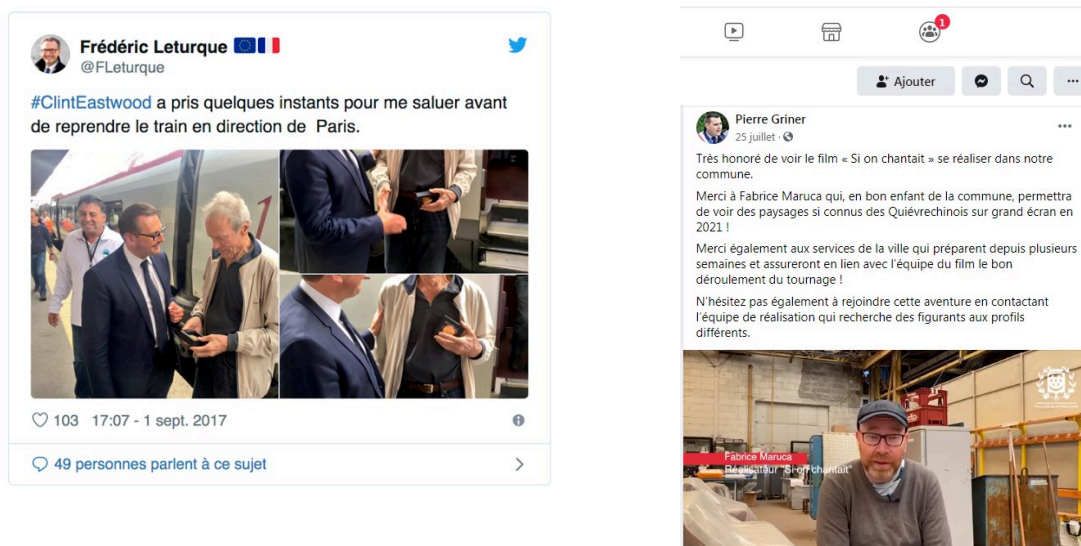 Frédéric Leturque
@FLeturque
#ClintEastwood a pris quelques instants pour me saluer avant
de reprendre le train en direction de Paris.
103 17:07 - 1 sept. 2017
49 personnes parlent à ce sujet
1
Ajouter
Pierre Griner
25 juillet ·
Très honoré de voir le film « Si on chantait » se réaliser dans notre
commune.
Merci à Fabrice Maruca qui, en bon enfant de la commune, permettra
de voir des paysages si connus des Quiévrechinois sur grand écran en
2021 !
Merci également aux services de la ville qui préparent depuis plusieurs
semaines et assureront en lien avec l'équipe du film le bon
déroulement du tournage !
N'hésitez pas également à rejoindre cette aventure en contactant
l'équipe de réalisation qui recherche des figurants aux profils
différents.
Fabrice Maruca
Réalisateur "Si on chantait"